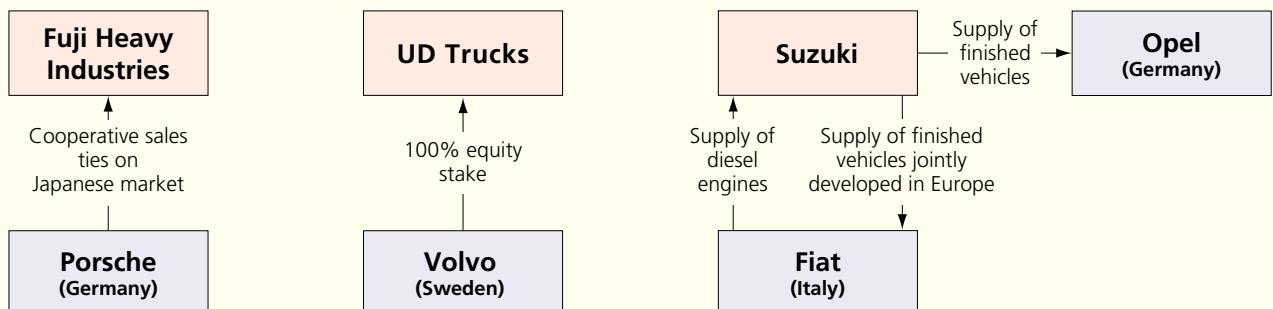 Fuji Heavy
Industries
Cooperative sales
ties on
Japanese market
Porsche
(Germany)
UD Trucks
100% equity
stake
Volvo
(Sweden)
Suzuki
Supply of
finished
vehicles
Opel
(Germany)
Supply of
diesel
engines
Supply of finished
vehicles jointly
developed in Europe
Fiat
(Italy)